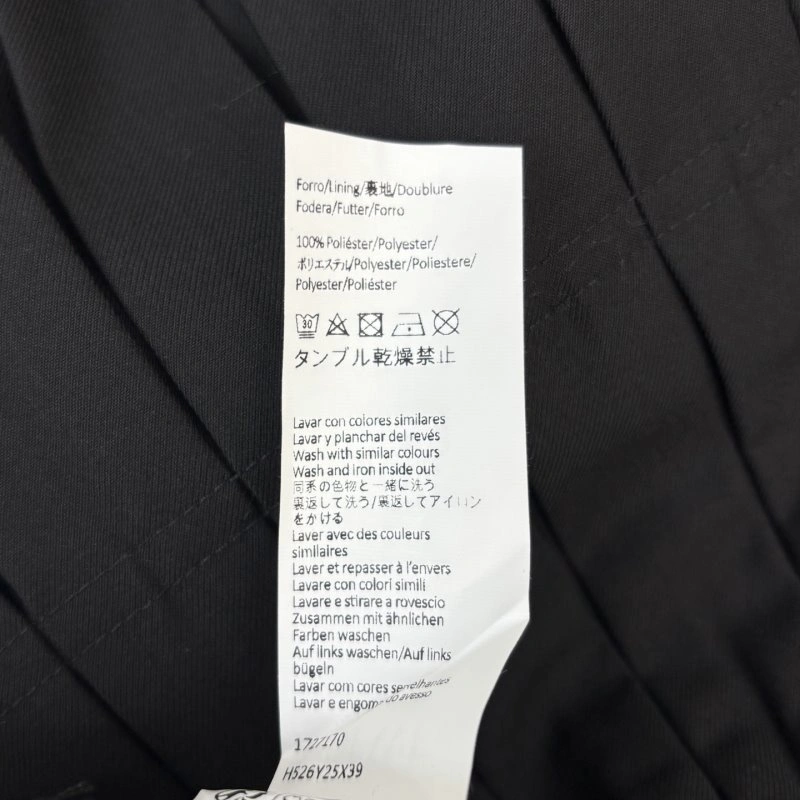 Forro/Lining/裏地/Doublure
Fodera/Futter/Forro
100% Poliéster/Polyester/
ポリエステル/Polyester/Poliestere/
Polyester/Poliéster
30
タンブル乾燥禁止
Lavar con colores similares
Lavar y planchar del revés
Wash with similar colours
Wash and iron inside out
同系の色物と一緒に洗う
裏返して洗う/裏返してアイロン
をかける
Laver avec des couleurs
similaires
Laver et repasser à l'envers
Lavare con colori simili
Lavare e stirare a rovescio
Zusammen mit ähnlichen
Farben waschen
Auf links waschen/Auf links
bügeln
Lavar com cores semelhantes
Lavar e engomar do avesso
172/170
H526Y25X39